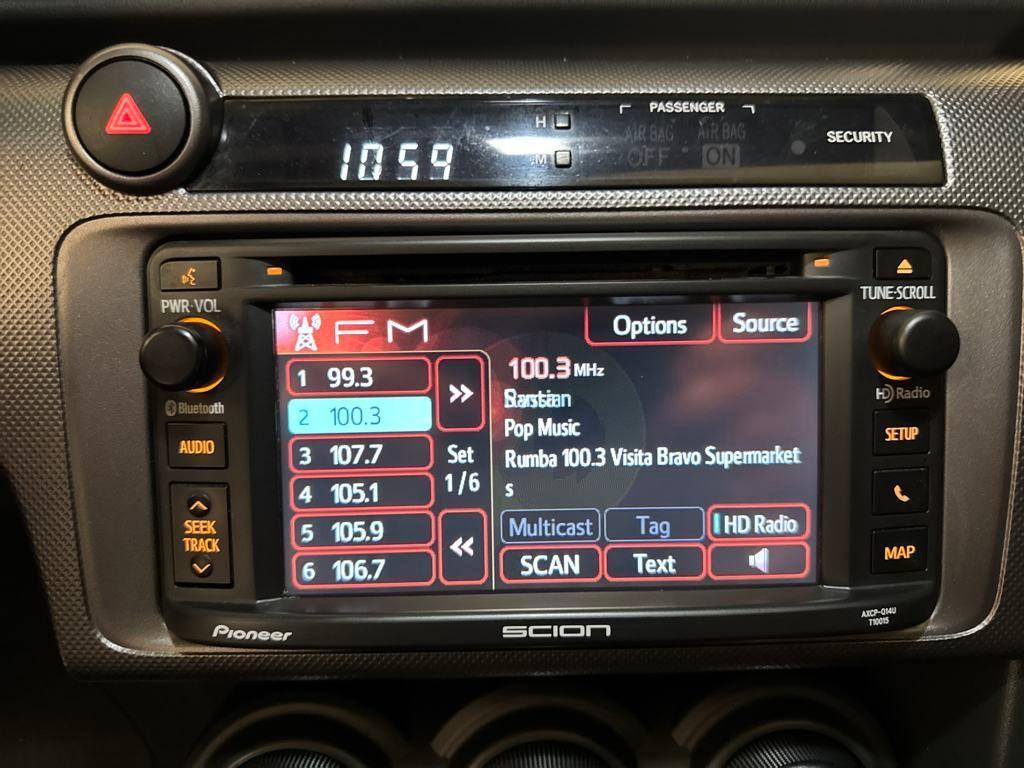 PASSENGER
H
AIR BAG AIR BAG
OFF ON
M
SECURITY
10 59
PWR·VOL
TUNE·SCROLL
FM
Options
Source
1 99.3
2 100.3
3 107.7
4 105.1
5 105.9
6 106.7
Set
1/6
100.3 MHz
Pop Music
Rumba 100.3 Visita Bravo Supermarket
s
Multicast
Tag
HD Radio
SCAN
Text
Bluetooth
AUDIO
SEEK
TRACK
HD Radio
SETUP
MAP
Pioneer
SCION
AXCP-Q14U
T10015